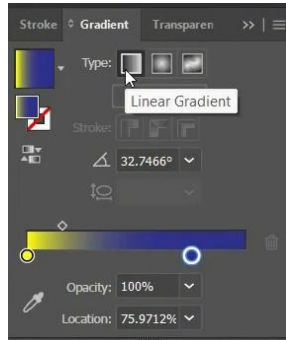 Stroke Gradient Transparen
Type:
Linear Gradient
Stroke:
32.7466°
Opacity: 100%
Location: 75.9712%